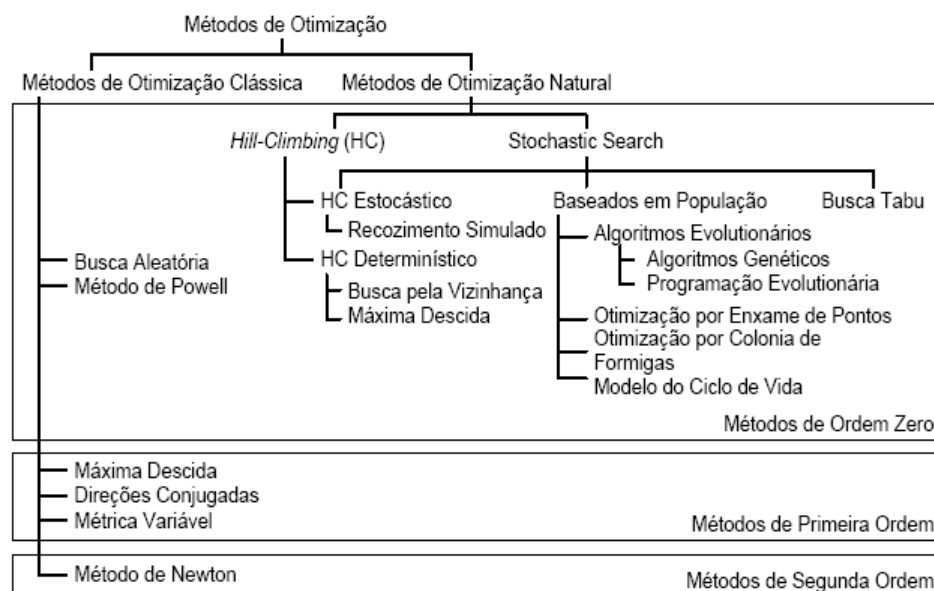 Métodos de Otimização
Métodos de Otimização Clássica
Métodos de Otimização Natural
Hill-Climbing (HC)
Stochastic Search
HC Estocástico
Baseados em População
Busca Tabu
Recozimento Simulado
Algoritmos Evolutionários
HC Determinístico
Algoritmos Genéticos
Busca Aleatória
Programação Evolutionária
Método de Powell
Busca pela Vizinhança
Máxima Descida
Otimização por Enxame de Pontos
Otimização por Colonia de
Formigas
Modelo do Ciclo de Vida
Métodos de Ordem Zero
Máxima Descida
Direções Conjugadas
Métrica Variável
Métodos de Primeira Ordem
Método de Newton
Métodos de Segunda Ordem